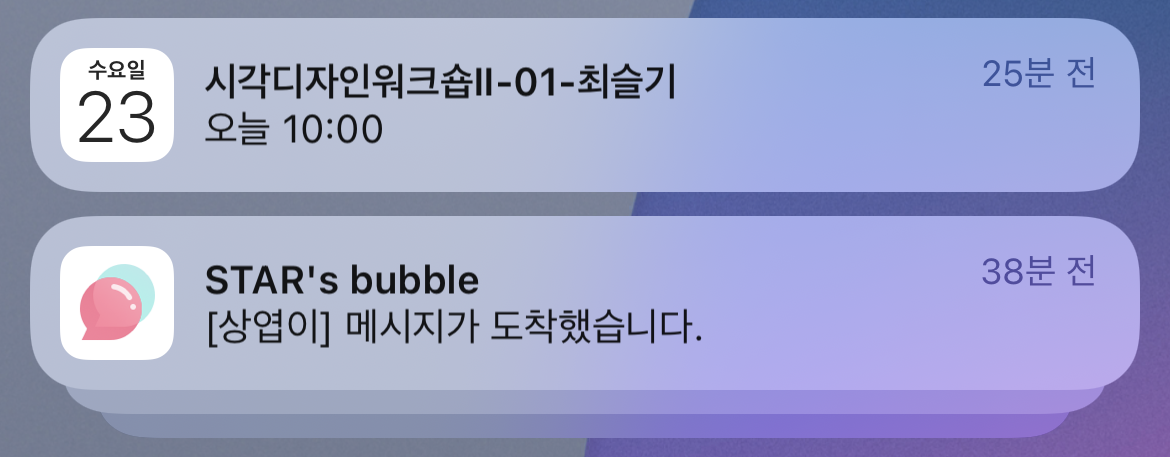 수요일
23
시각디자인워크숍II-01-최슬기
25분 전
오늘 10:00
STAR's bubble
38분 전
[상엽이] 메시지가 도착했습니다.